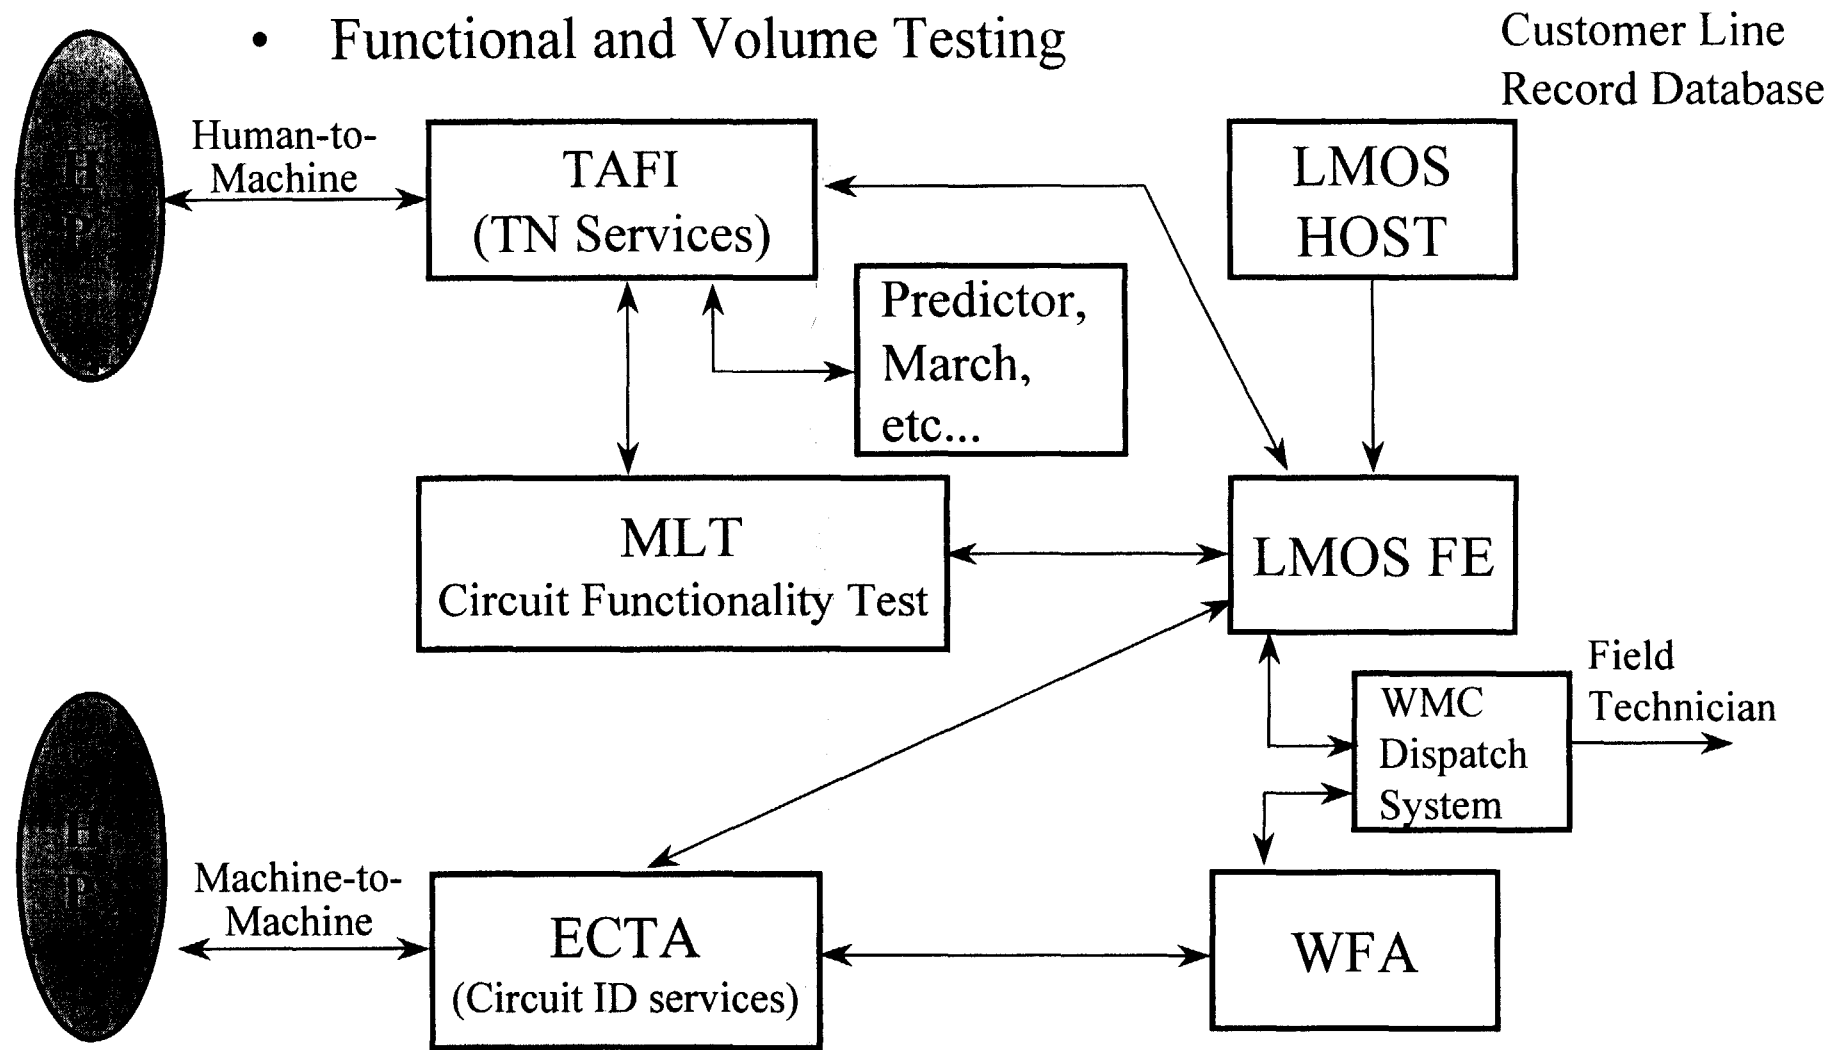 • Functional and Volume Testing
Customer Line
Record Database
Human-to-
Machine
H
P
TAFI
(TN Services)
LMOS
HOST
Predictor,
March,
etc...
MLT
Circuit Functionality Test
LMOS FE
Field
Technician
WMC
Dispatch
System
H
P
Machine-to-
Machine
ECTA
(Circuit ID services)
WFA